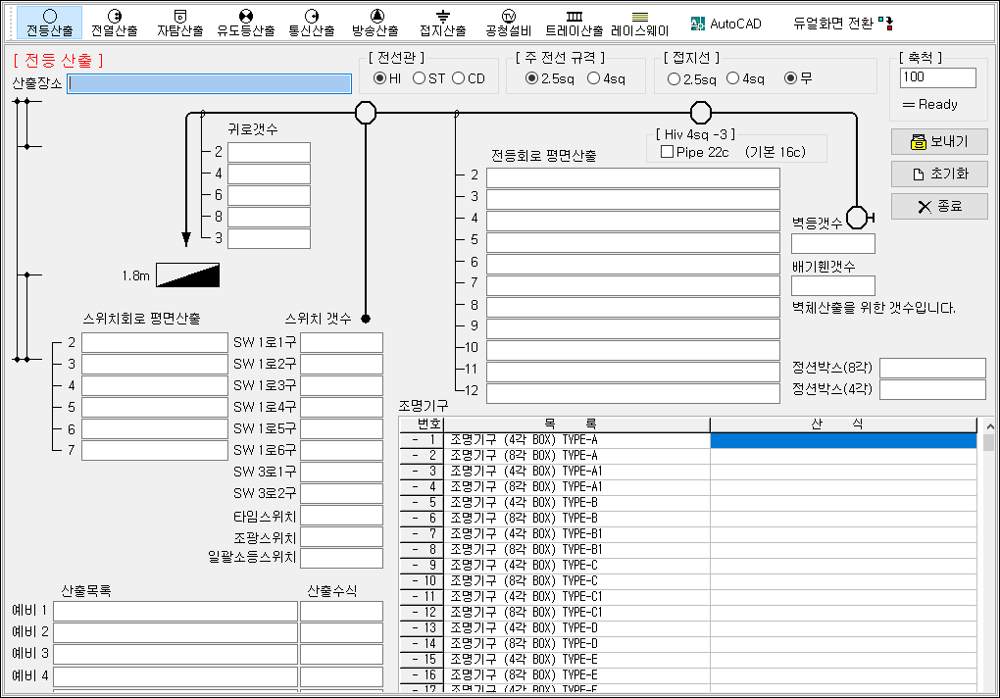 전등산출 전열산출 자탐산출 유도등산출 통신산출 방송산출 접지산출 공청설비 트레이산출 레이스웨이 AutoCAD 듀얼화면 전환
TV
[ 전등 산출 ]
산출장소
[ 전선관 ]
HI ST CD
[ 주 전선 규격 ]
2.5sq 4sq
[ 접지선 ]
2.5sq 4sq 무
[ 축척 ]
100
Ready
보내기
초기화
종료
귀로갯수
2
4
6
8
3
1.8m
[ Hiv 4sq -3 ]
Pipe 22c (기본 16c)
전등회로 평면산출
2
3
4
5
6
7
8
9
10
11
12
벽등갯수
배기휀갯수
벽체산출을 위한 갯수입니다.
정션박스(8각)
정션박스(4각)
스위치회로 평면산출
2
3
4
5
6
7
스위치 갯수
SW 1로1구
SW 1로2구
SW 1로3구
SW 1로4구
SW 1로5구
SW 1로6구
SW 3로1구
SW 3로2구
타임스위치
조광스위치
일괄소등스위치
산출목록 산출수식
예비 1
예비 2
예비 3
예비 4
조명기구
번호 목 록 산 식
- 1 조명기구 (4각 BOX) TYPE-A
- 2 조명기구 (8각 BOX) TYPE-A
- 3 조명기구 (4각 BOX) TYPE-A1
- 4 조명기구 (8각 BOX) TYPE-A1
- 5 조명기구 (4각 BOX) TYPE-B
- 6 조명기구 (8각 BOX) TYPE-B
- 7 조명기구 (4각 BOX) TYPE-B1
- 8 조명기구 (8각 BOX) TYPE-B1
- 9 조명기구 (4각 BOX) TYPE-C
- 10 조명기구 (8각 BOX) TYPE-C
- 11 조명기구 (4각 BOX) TYPE-C1
- 12 조명기구 (8각 BOX) TYPE-C1
- 13 조명기구 (4각 BOX) TYPE-D
- 14 조명기구 (8각 BOX) TYPE-D
- 15 조명기구 (4각 BOX) TYPE-E
- 16 조명기구 (8각 BOX) TYPE-E
- 17 조명기구 (4각 BOX)